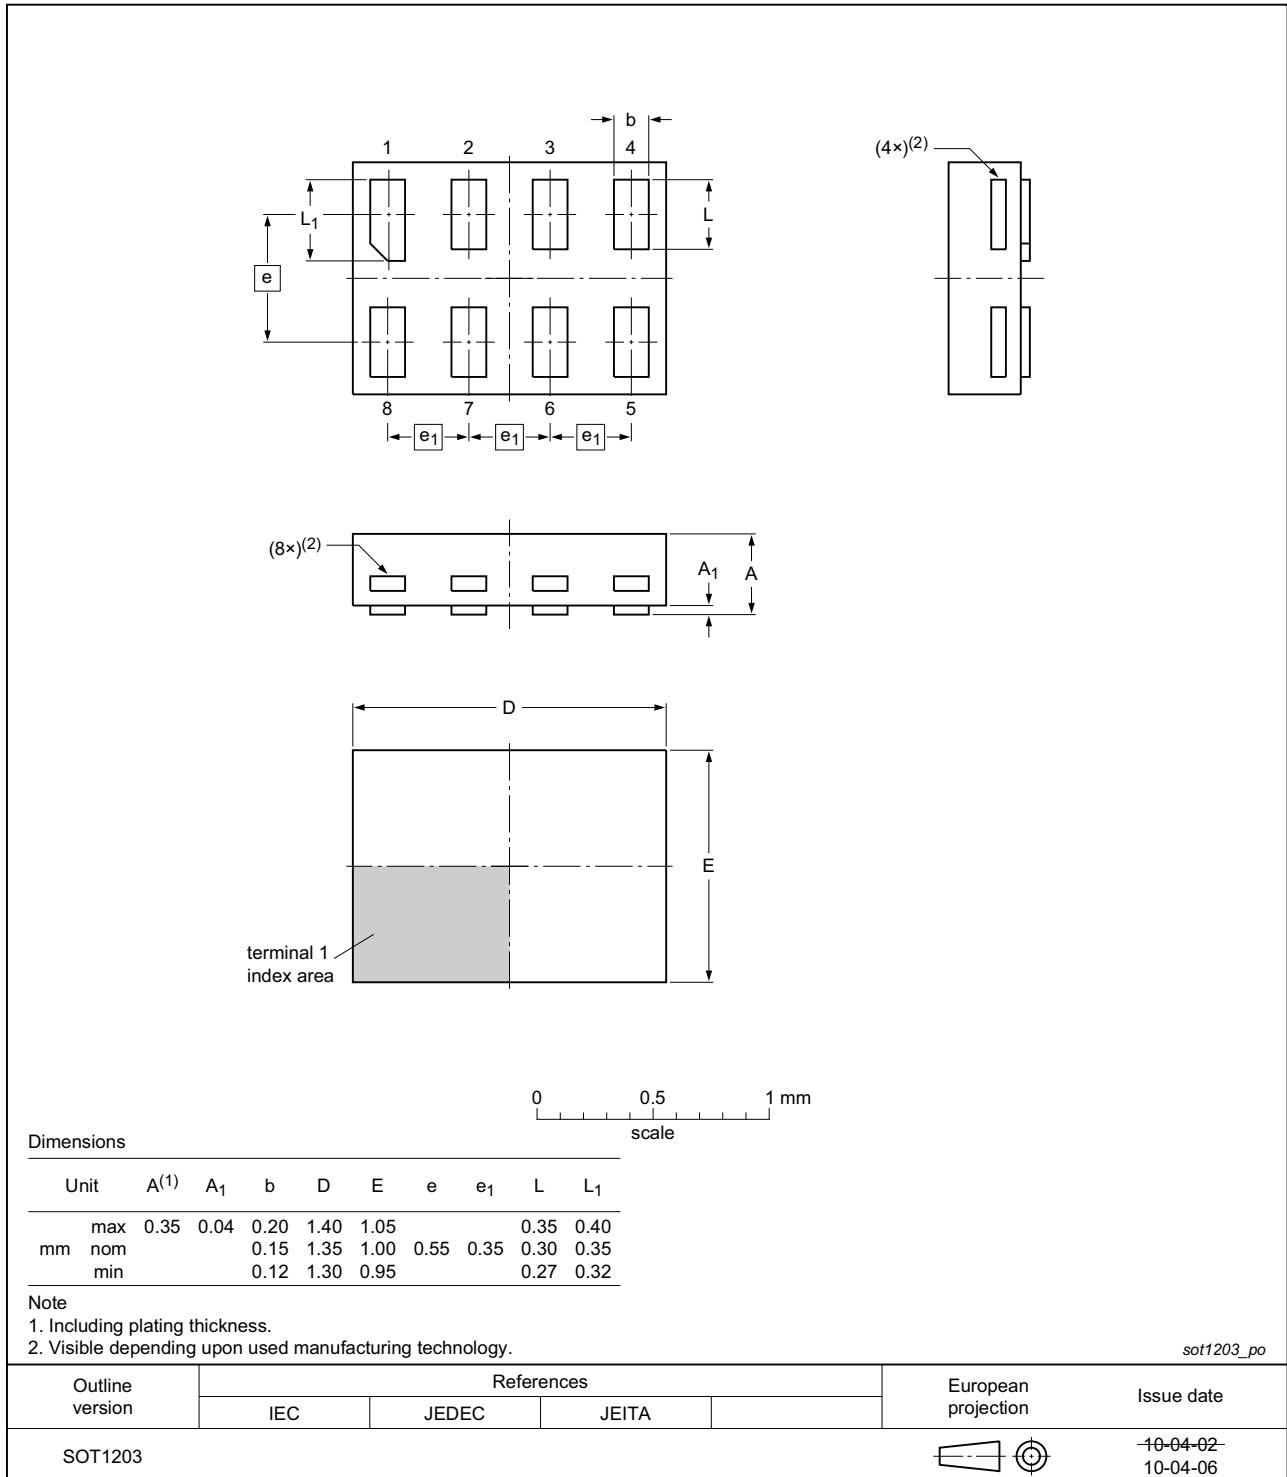 b
1 2 3 4
(4×)(2)
L1
L
e
8 7 6 5
e1 e1 e1
(8×)(2)
A1 A
D
E
terminal 1
index area
0 0.5 1 mm
scale
Dimensions
Unit A(1) A1 b D E e e1 L L1
max 0.35 0.04 0.20 1.40 1.05 0.35 0.40
mm nom 0.15 1.35 1.00 0.55 0.35 0.30 0.35
min 0.12 1.30 0.95 0.27 0.32
Note
1. Including plating thickness.
2. Visible depending upon used manufacturing technology.
sot1203_po
Outline
version
References
IEC JEDEC JEITA
European
projection
Issue date
SOT1203
10-04-02
10-04-06